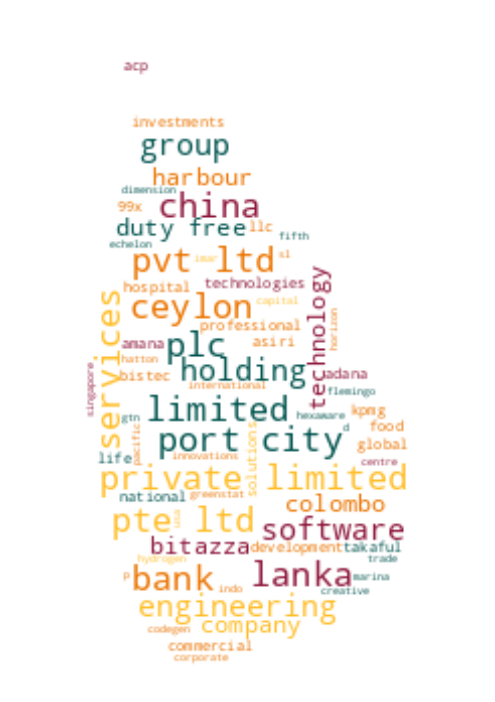 acp
investments
group
harbour
dimension
99x china
duty free llc
echelon fifth
pvt ltd imar sl
hospital technologies
ceylon capital
professional
services technology horizon
amana plc asiri
hatton holding
bistec international adana
singapore flemingo
limited hexaware kpmg
gtn food
port city d global
pacific innovations solutions
life centre
private limited
national greenstat colombo
pte ltd usa software
bitazza development takaful
hydrogen trade
p bank indo lanka marina
creative
engineering
codegen company
commercial
corporate